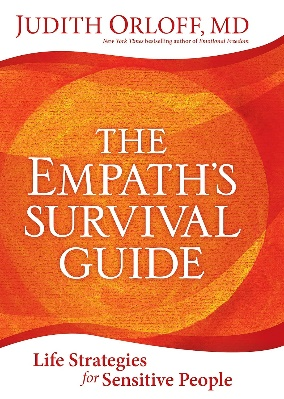 JUDITH ORLOFF, MD
New York Times bestselling author of Emotional Freedom
THE
EMPATH'S
SURVIVAL
GUIDE
Life Strategies
for Sensitive People